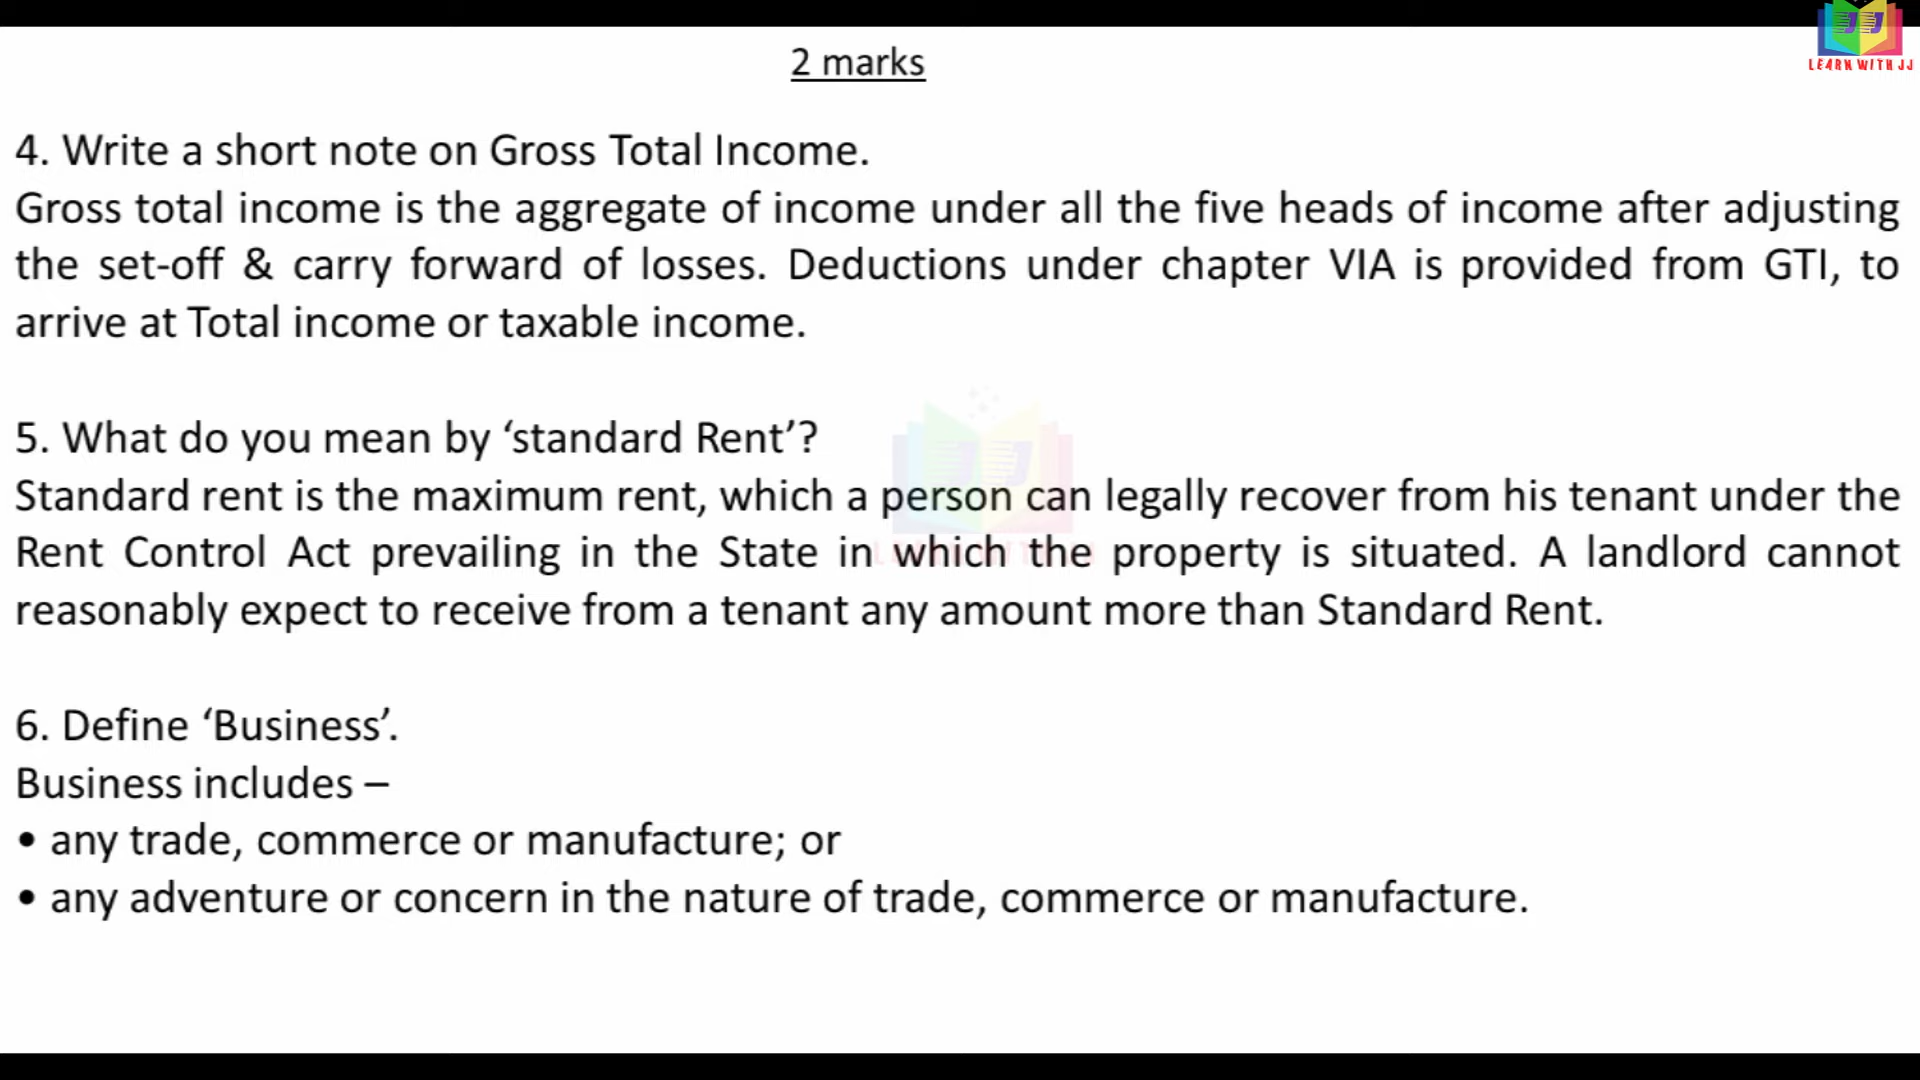 LEARN WITH JJ
2 marks
4. Write a short note on Gross Total Income.
Gross total income is the aggregate of income under all the five heads of income after adjusting
the set-off & carry forward of losses. Deductions under chapter VIA is provided from GTI, to
arrive at Total income or taxable income.
5. What do you mean by ‘standard Rent’?
Standard rent is the maximum rent, which a person can legally recover from his tenant under the
Rent Control Act prevailing in the State in which the property is situated. A landlord cannot
reasonably expect to receive from a tenant any amount more than Standard Rent.
6. Define ‘Business’.
Business includes –
• any trade, commerce or manufacture; or
• any adventure or concern in the nature of trade, commerce or manufacture.
LEARN WITH JJ